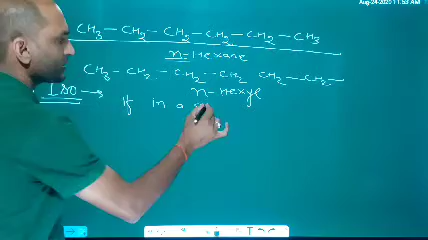 Aug-24-2020 11:53 AM
CH3 – CH2 – CH2 – CH2 – CH2 – CH3
n-Hexane
CH3 – CH2 – CH2 – CH2 CH2 – CH2 –
n-Hexyl
ISO → If in a